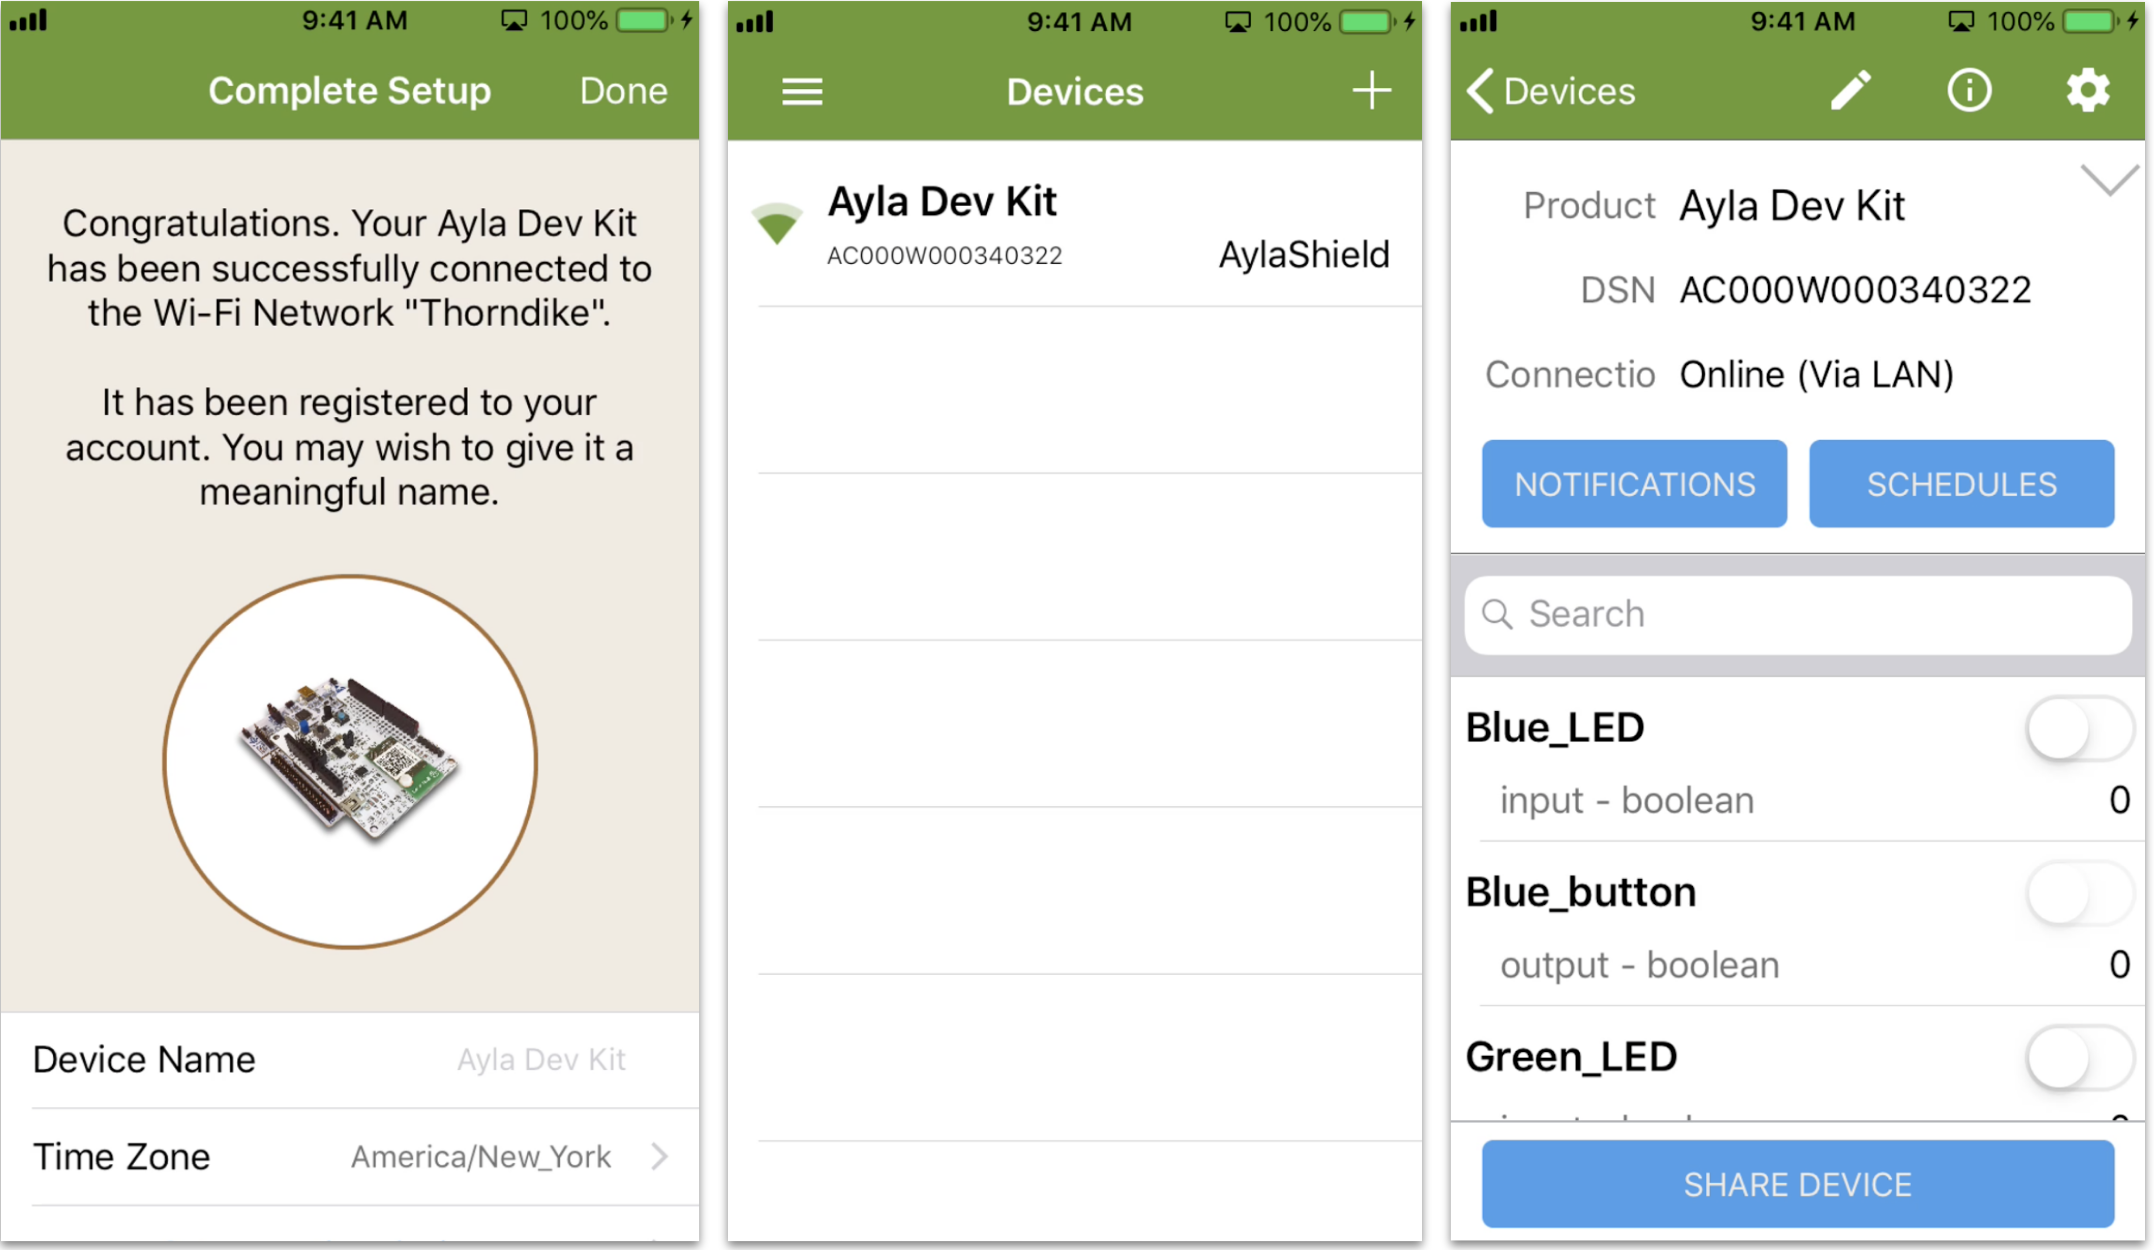 9:41 AM
100%
Complete Setup
Done
Congratulations. Your Ayla Dev Kit
has been successfully connected to
the Wi-Fi Network "Thorndike".
It has been registered to your
account. You may wish to give it a
meaningful name.
Device Name
Ayla Dev Kit
Time Zone
America/New_York
9:41 AM
100%
Devices
Ayla Dev Kit
AC000W000340322
AylaShield
9:41 AM
100%
Devices
Product Ayla Dev Kit
DSN AC000W000340322
Connectio Online (Via LAN)
NOTIFICATIONS
SCHEDULES
Search
Blue_LED
input - boolean
0
Blue_button
output - boolean
0
Green_LED
SHARE DEVICE